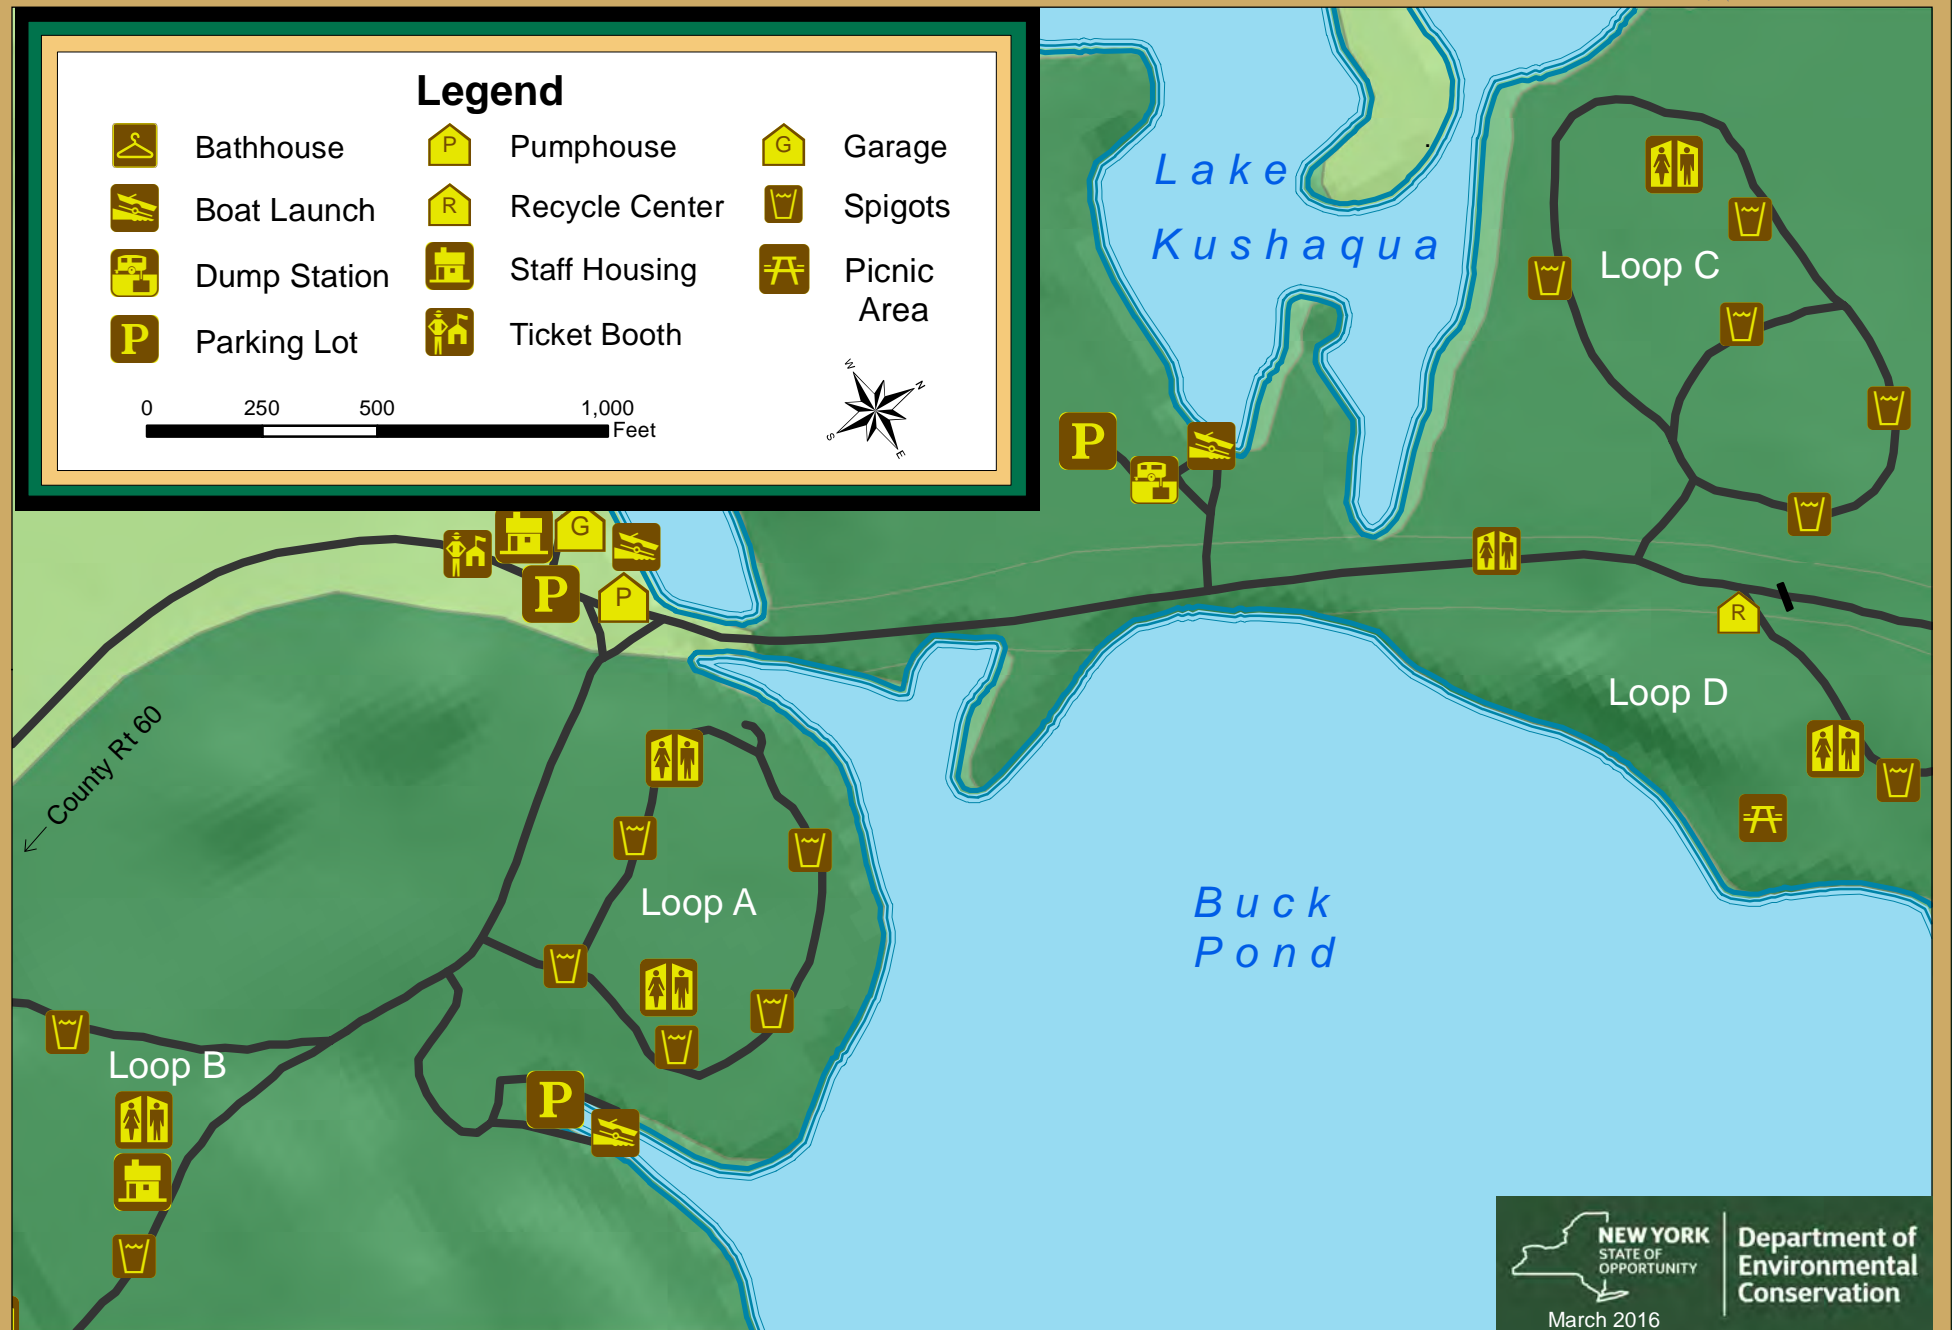 Legend
Bathhouse
Boat Launch
Dump Station
P
Parking Lot
P
Pumphouse
R
Recycle Center
Staff Housing
Ticket Booth
G
Garage
Spigots
Picnic
Area
0 250 500 1,000
Feet
W
N
S
E
Lake
Kushaqua
Loop C
P
G
P
P
R
Loop D
County Rt 60
Loop A
Buck
Pond
Loop B
P
NEW YORK
STATE OF
OPPORTUNITY
Department of
Environmental
Conservation
March 2016